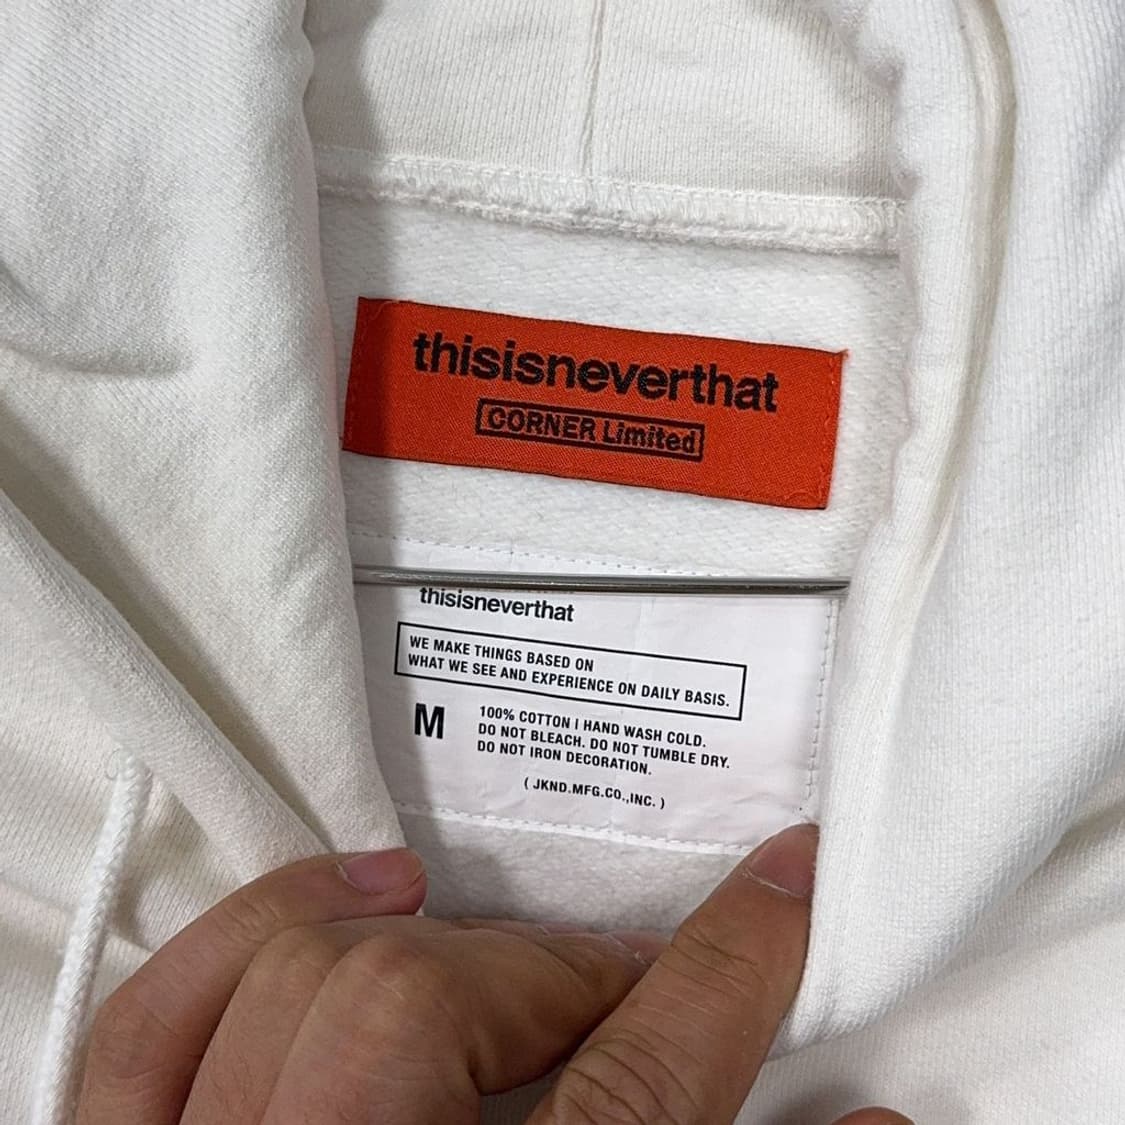 thisisneverthat
CORNER Limited
thisisneverthat
WE MAKE THINGS BASED ON
WHAT WE SEE AND EXPERIENCE ON DAILY BASIS.
M
100% COTTON | HAND WASH COLD.
DO NOT BLEACH. DO NOT TUMBLE DRY.
DO NOT IRON DECORATION.
( JKND.MFG.CO.,INC. )